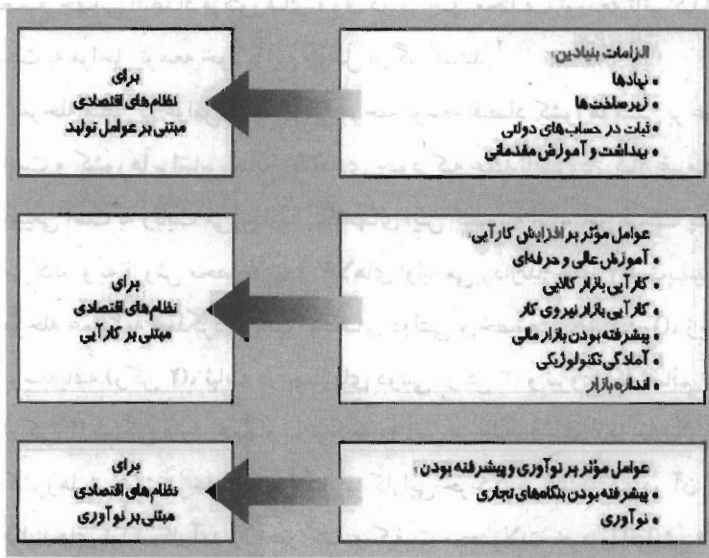 الزامات بنیادین:
• نهادها
• زیرساخت‌ها
• ثبات در حساب‌های دولتی
• بهداشت و آموزش مقدماتی
برای
نظام‌های اقتصادی
مبتنی بر عوامل تولید
عوامل مؤثر بر افزایش کارآیی
• آموزش عالی و حرفه‌ای
• کارآیی بازار کالایی
• کارآیی بازار نیروی کار
• پیشرفته بودن بازار مالی
• آمادگی تکنولوژیکی
• اندازه بازار
برای
نظام‌های اقتصادی
مبتنی بر کارآیی
عوامل مؤثر بر نوآوری و پیشرفته بودن:
• پیشرفته بودن بنگاه‌های تجاری
• نوآوری
برای
نظام‌های اقتصادی
مبتنی بر نوآوری